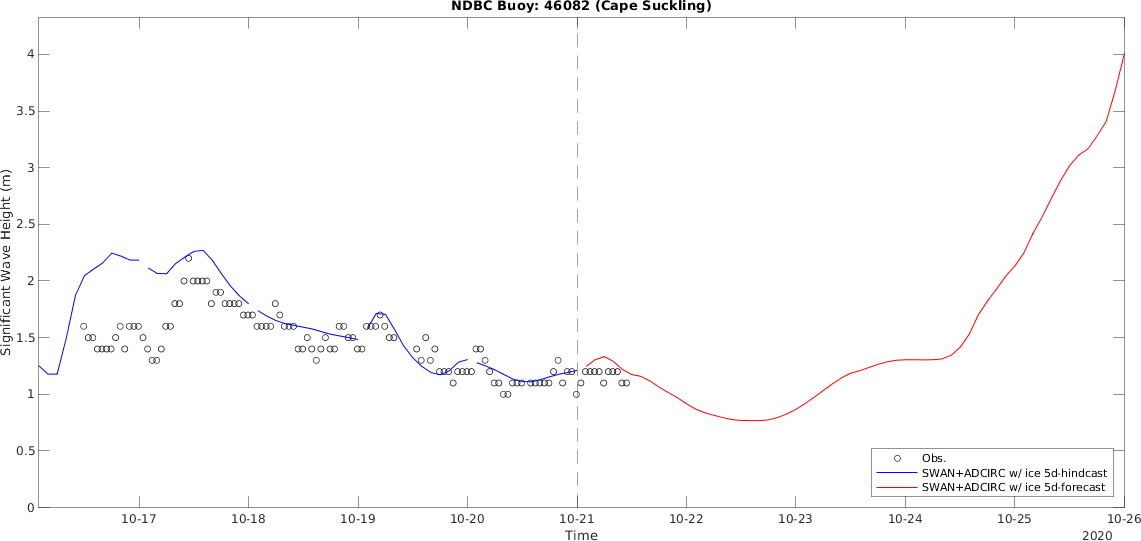 NDBC Buoy: 46082 (Cape Suckling)
Significant Wave Height (m)
4
3.5
3
2.5
2
1.5
1
0.5
0
Obs.
SWAN+ADCIRC w/ ice 5d-hindcast
SWAN+ADCIRC w/ ice 5d-forecast
10-17 10-18 10-19 10-20 10-21 10-22 10-23 10-24 10-25 10-26
Time
2020